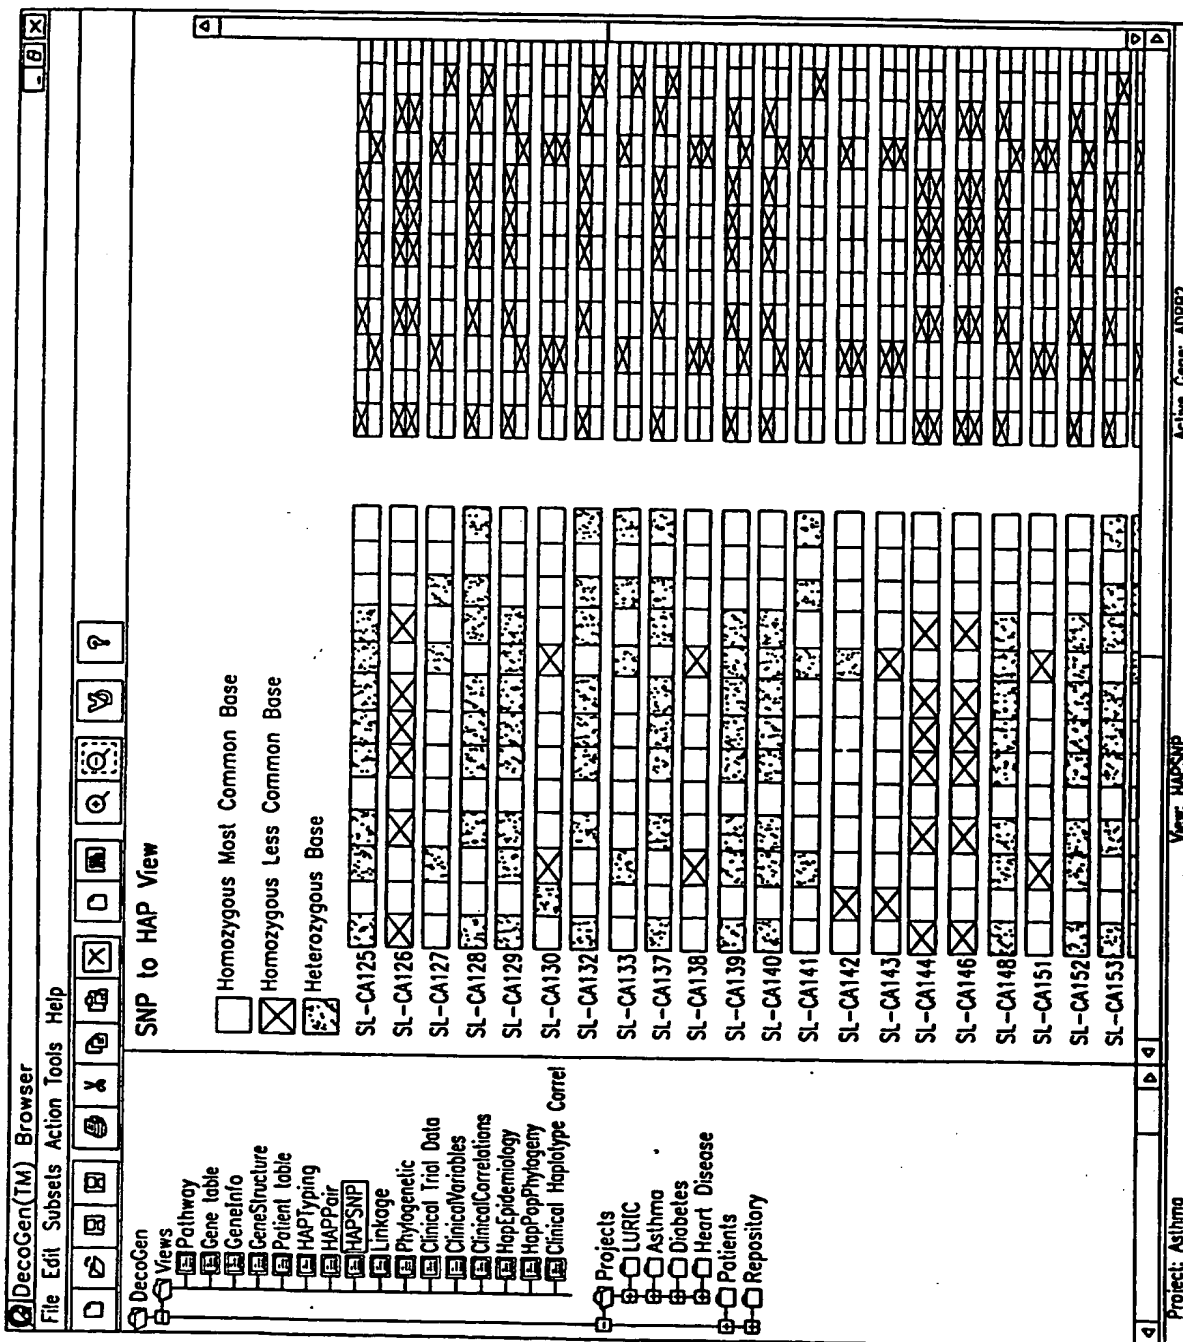 DecoGen(TM) Browser
File Edit Subsets Action Tools Help
DecoGen
Views
Pathway
Gene table
GeneInfo
GeneStructure
Patient table
HAPTyping
HAPPair
HAPSNP
Linkage
Phylogenetic
Clinical Trial Data
ClinicalVariables
ClinicalCorrelations
HapEpidemiology
HapPopPhylogeny
Clinical Haplotype Correl
Projects
LURIC
Asthma
Diabetes
Heart Disease
Patients
Repository
SNP to HAP View
Homozygous Most Common Base
Homozygous Less Common Base
Heterozygous Base
SL-CA125
SL-CA126
SL-CA127
SL-CA128
SL-CA129
SL-CA130
SL-CA132
SL-CA133
SL-CA137
SL-CA138
SL-CA139
SL-CA140
SL-CA141
SL-CA142
SL-CA143
SL-CA144
SL-CA146
SL-CA148
SL-CA151
SL-CA152
SL-CA153
Project: Asthma
View: HAPSNP
Active Gene: ADRB2